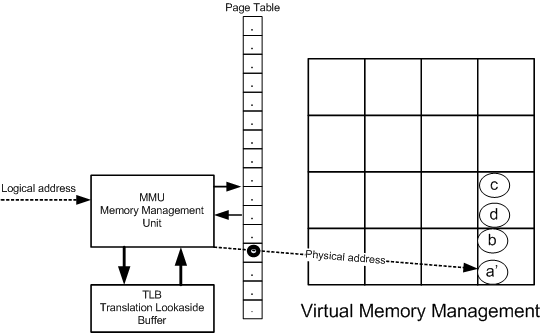 Page Table
Logical address
MMU
Memory Management
Unit
c
d
b
Physical address
a'
TLB
Translation Lookaside
Buffer
Virtual Memory Management